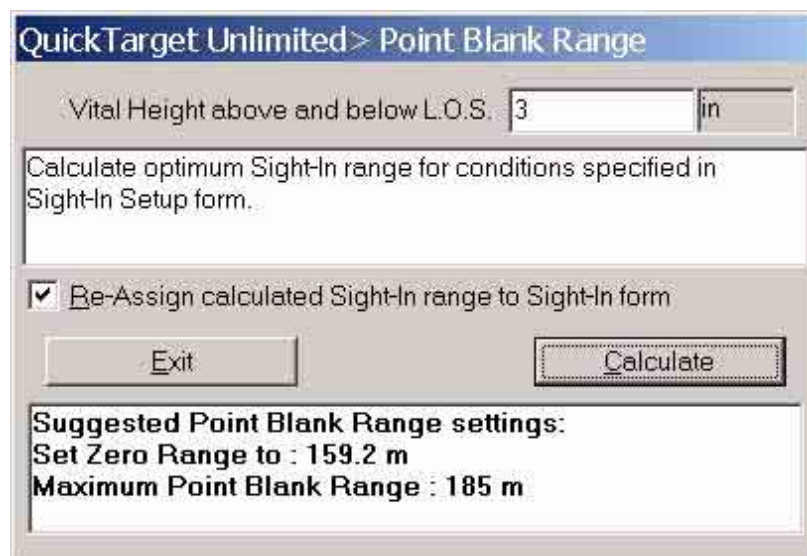 QuickTarget Unlimited> Point Blank Range
Vital Height above and below L.O.S. 3 in
Calculate optimum Sight-In range for conditions specified in
Sight-In Setup form.
Re-Assign calculated Sight-In range to Sight-In form
Exit Calculate
Suggested Point Blank Range settings:
Set Zero Range to : 159.2 m
Maximum Point Blank Range : 185 m